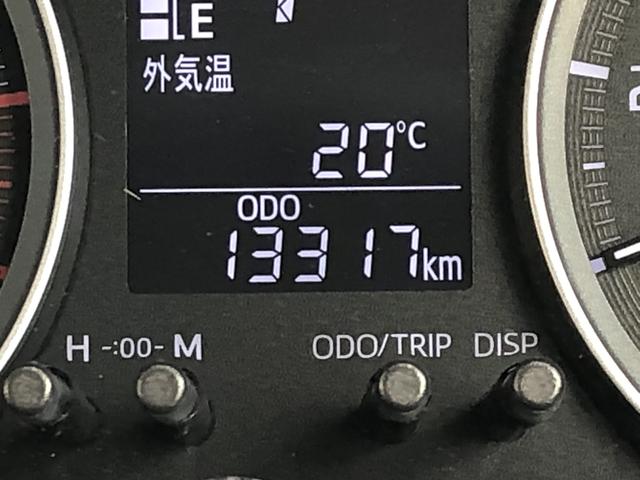 E
外気温
20°C
ODO
13317km
H -:00- M
ODO/TRIP DISP